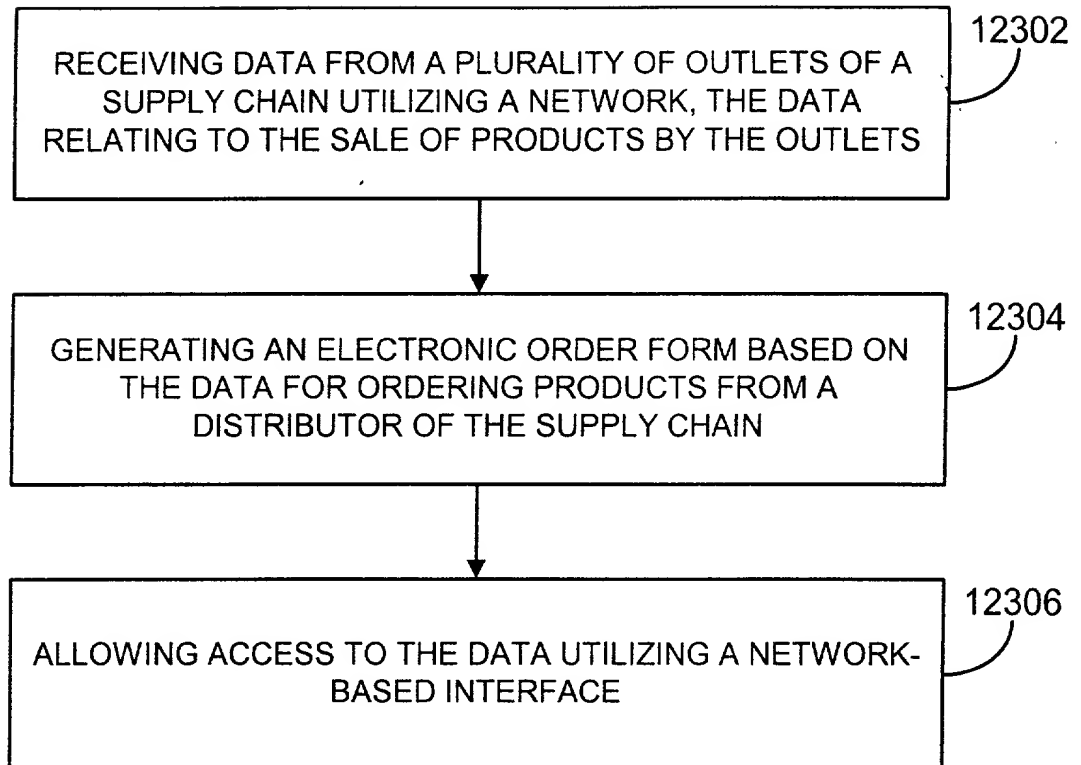 12302
RECEIVING DATA FROM A PLURALITY OF OUTLETS OF A
SUPPLY CHAIN UTILIZING A NETWORK, THE DATA
RELATING TO THE SALE OF PRODUCTS BY THE OUTLETS
12304
GENERATING AN ELECTRONIC ORDER FORM BASED ON
THE DATA FOR ORDERING PRODUCTS FROM A
DISTRIBUTOR OF THE SUPPLY CHAIN
12306
ALLOWING ACCESS TO THE DATA UTILIZING A NETWORK-
BASED INTERFACE